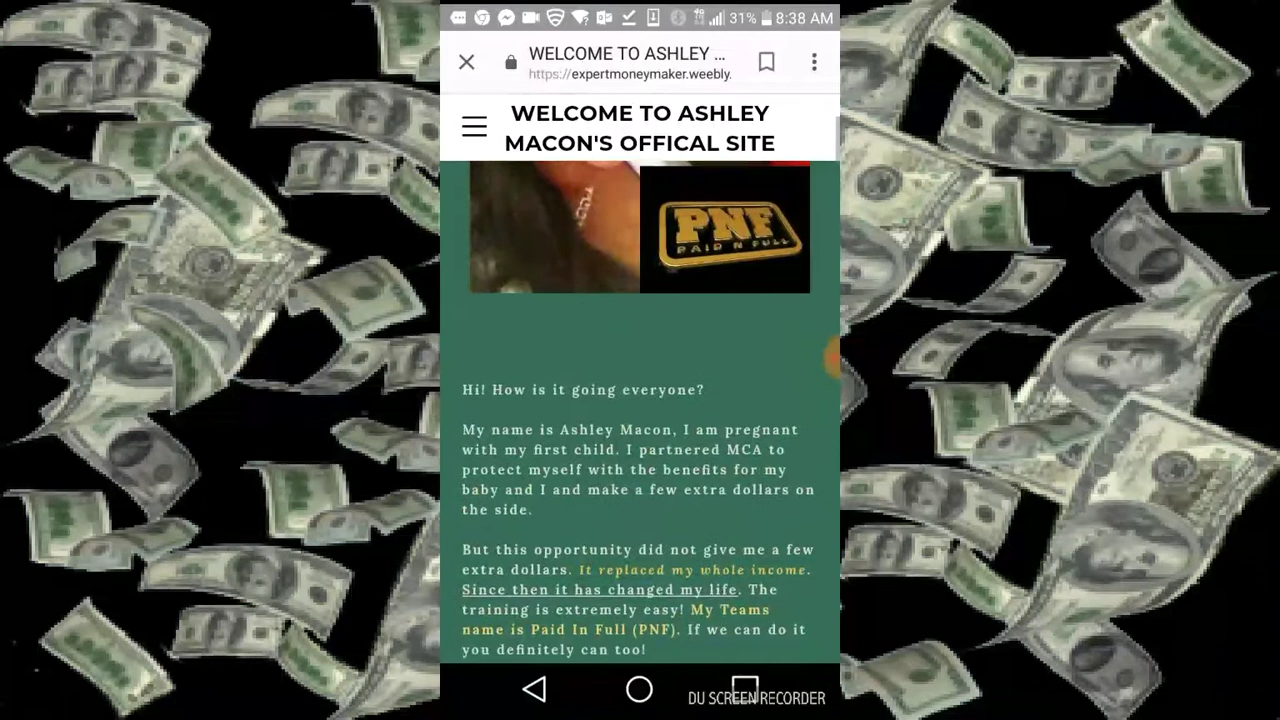 31% 8:38 AM
WELCOME TO ASHLEY ...
https://expertmoneymaker.weebly.
WELCOME TO ASHLEY
MACON'S OFFICAL SITE
PNF
PAID N FULL
Hi! How is it going everyone?
My name is Ashley Macon, I am pregnant
with my first child. I partnered MCA to
protect myself with the benefits for my
baby and I and make a few extra dollars on
the side.
But this opportunity did not give me a few
extra dollars. It replaced my whole income.
Since then it has changed my life. The
training is extremely easy! My Teams
name is Paid In Full (PNF). If we can do it
you definitely can too!
DU SCREEN RECORDER